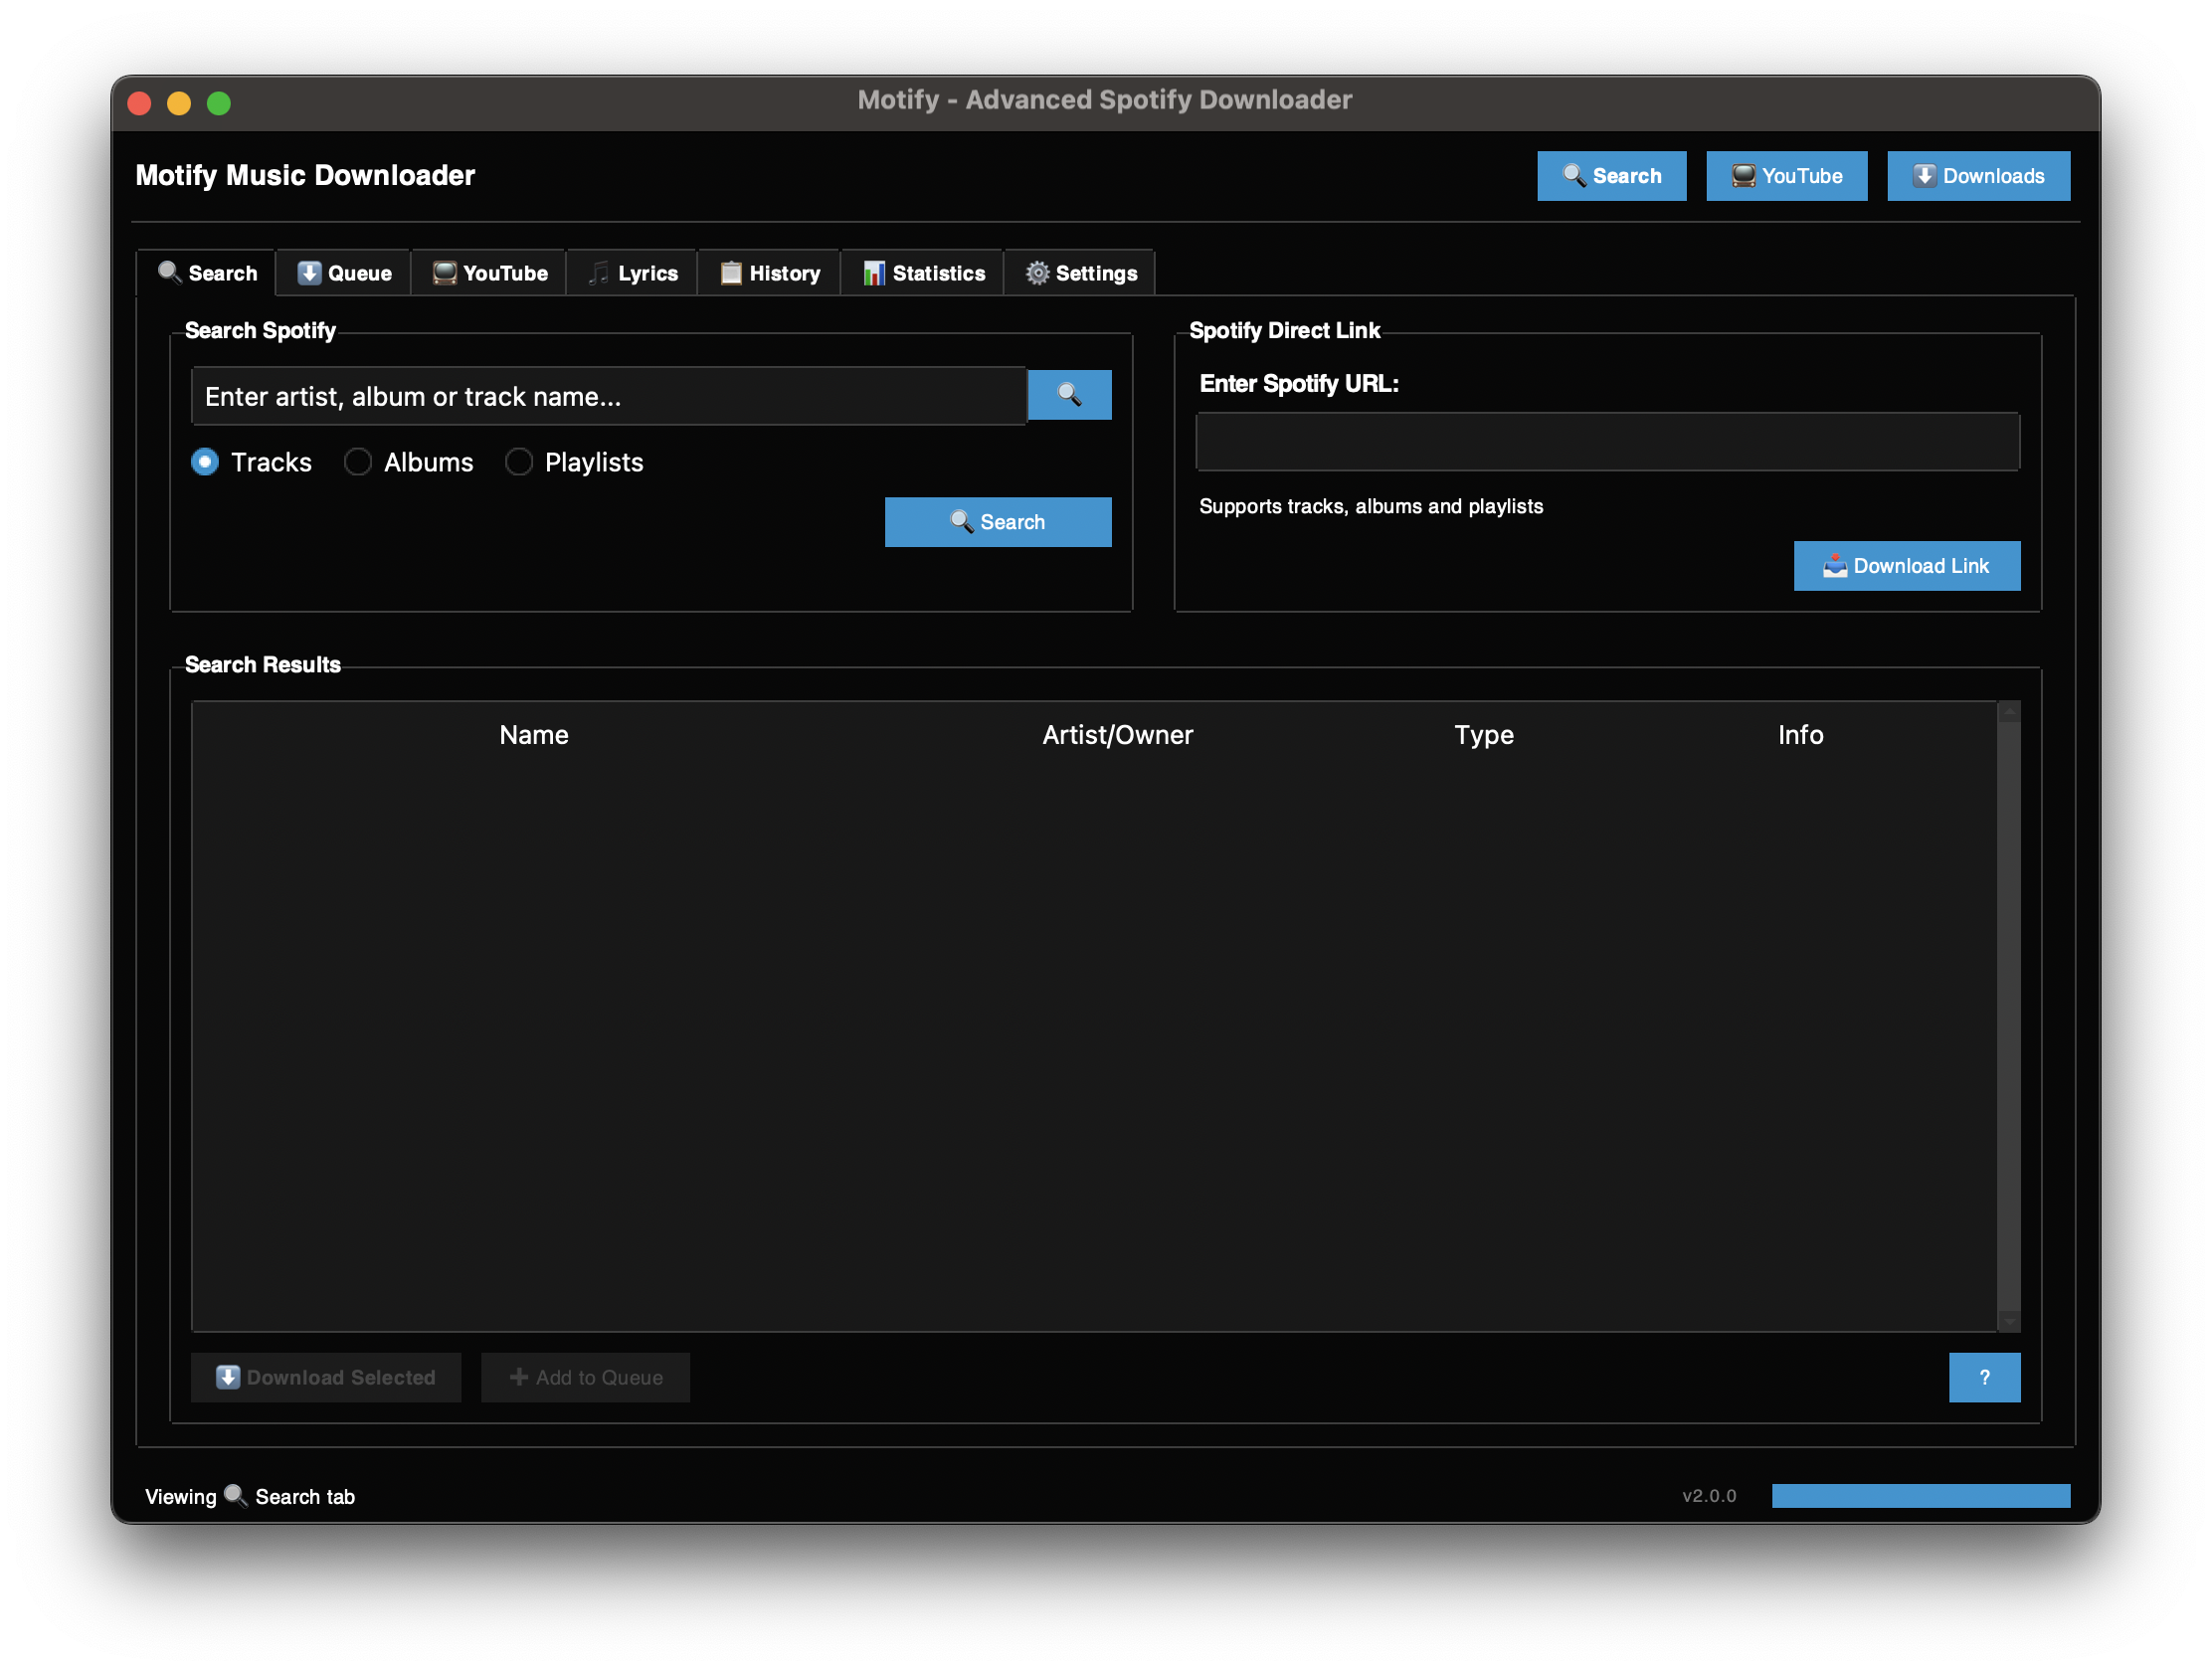 Motify - Advanced Spotify Downloader
Motify Music Downloader
🔍 Search
📺 YouTube
⬇️ Downloads
🔍 Search
⬇️ Queue
📺 YouTube
🎵 Lyrics
📋 History
📊 Statistics
⚙️ Settings
Search Spotify
Enter artist, album or track name...
Tracks
Albums
Playlists
🔍 Search
Spotify Direct Link
Enter Spotify URL:
Supports tracks, albums and playlists
📥 Download Link
Search Results
Name Artist/Owner Type Info
⬇️ Download Selected
➕ Add to Queue
?
Viewing 🔍 Search tab
v2.0.0